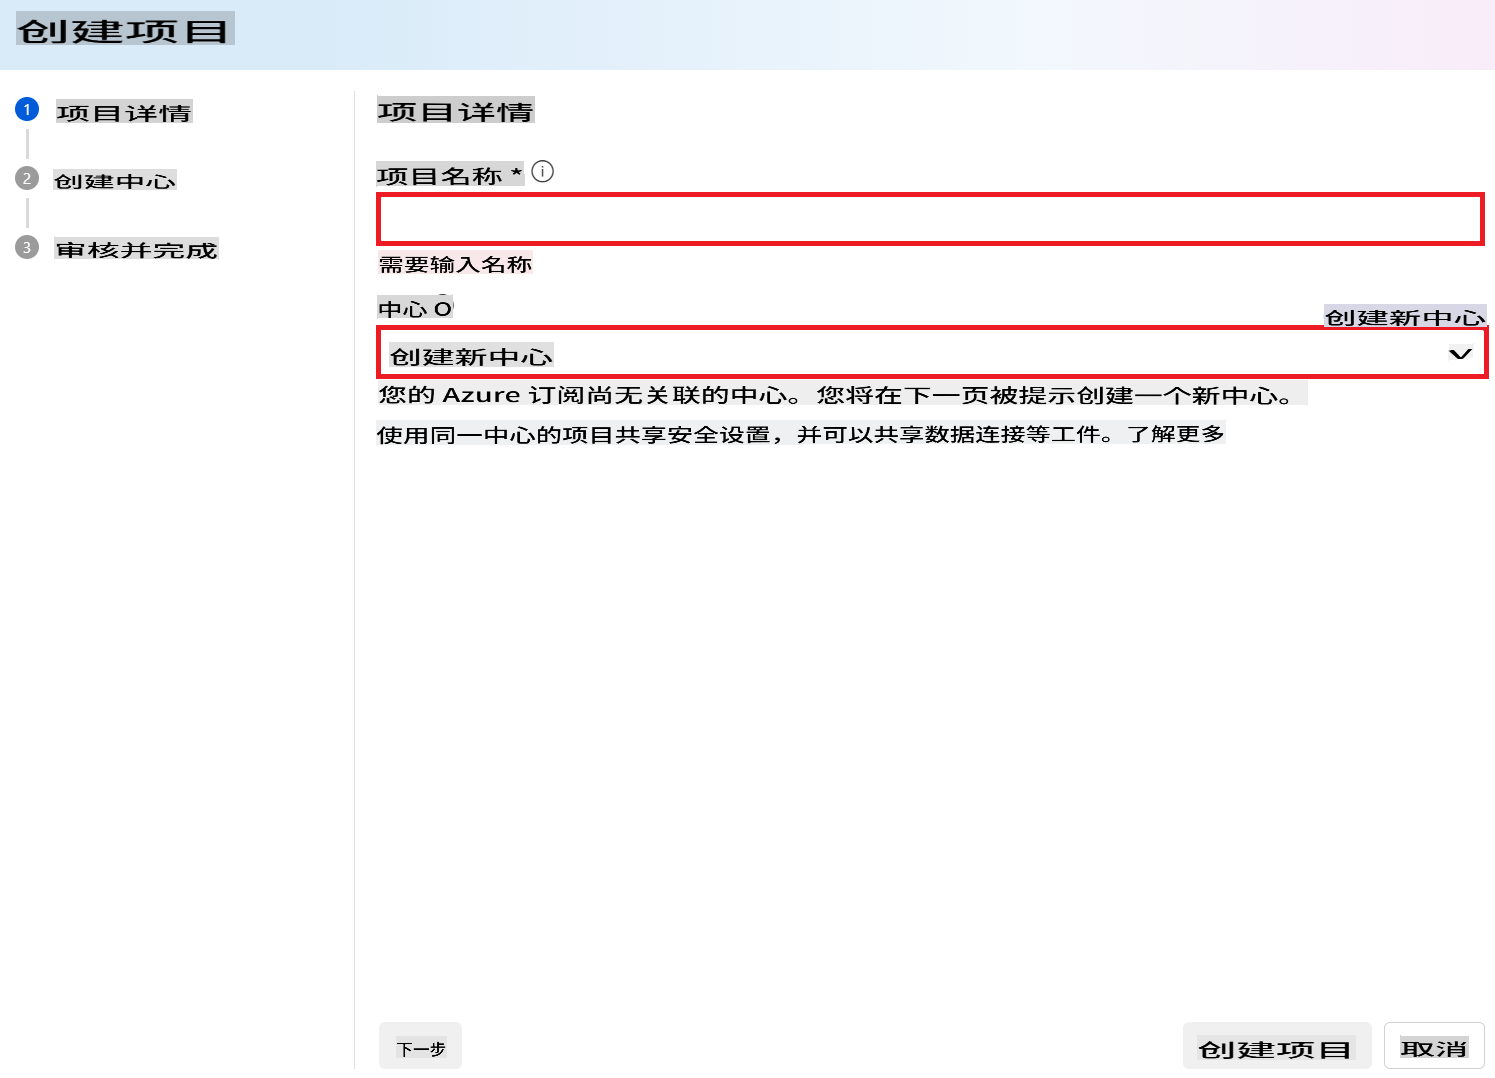 创建项目
1 项目详情
2 创建中心
3 审核并完成
项目详情
项目名称 *
需要输入名称
中心 O
创建新中心
创建新中心
您的 Azure 订阅尚无关联的中心。您将在下一页被提示创建一个新中心。
使用同一中心的项目共享安全设置，并可以共享数据连接等工件。了解更多
下一步
创建项目
取消